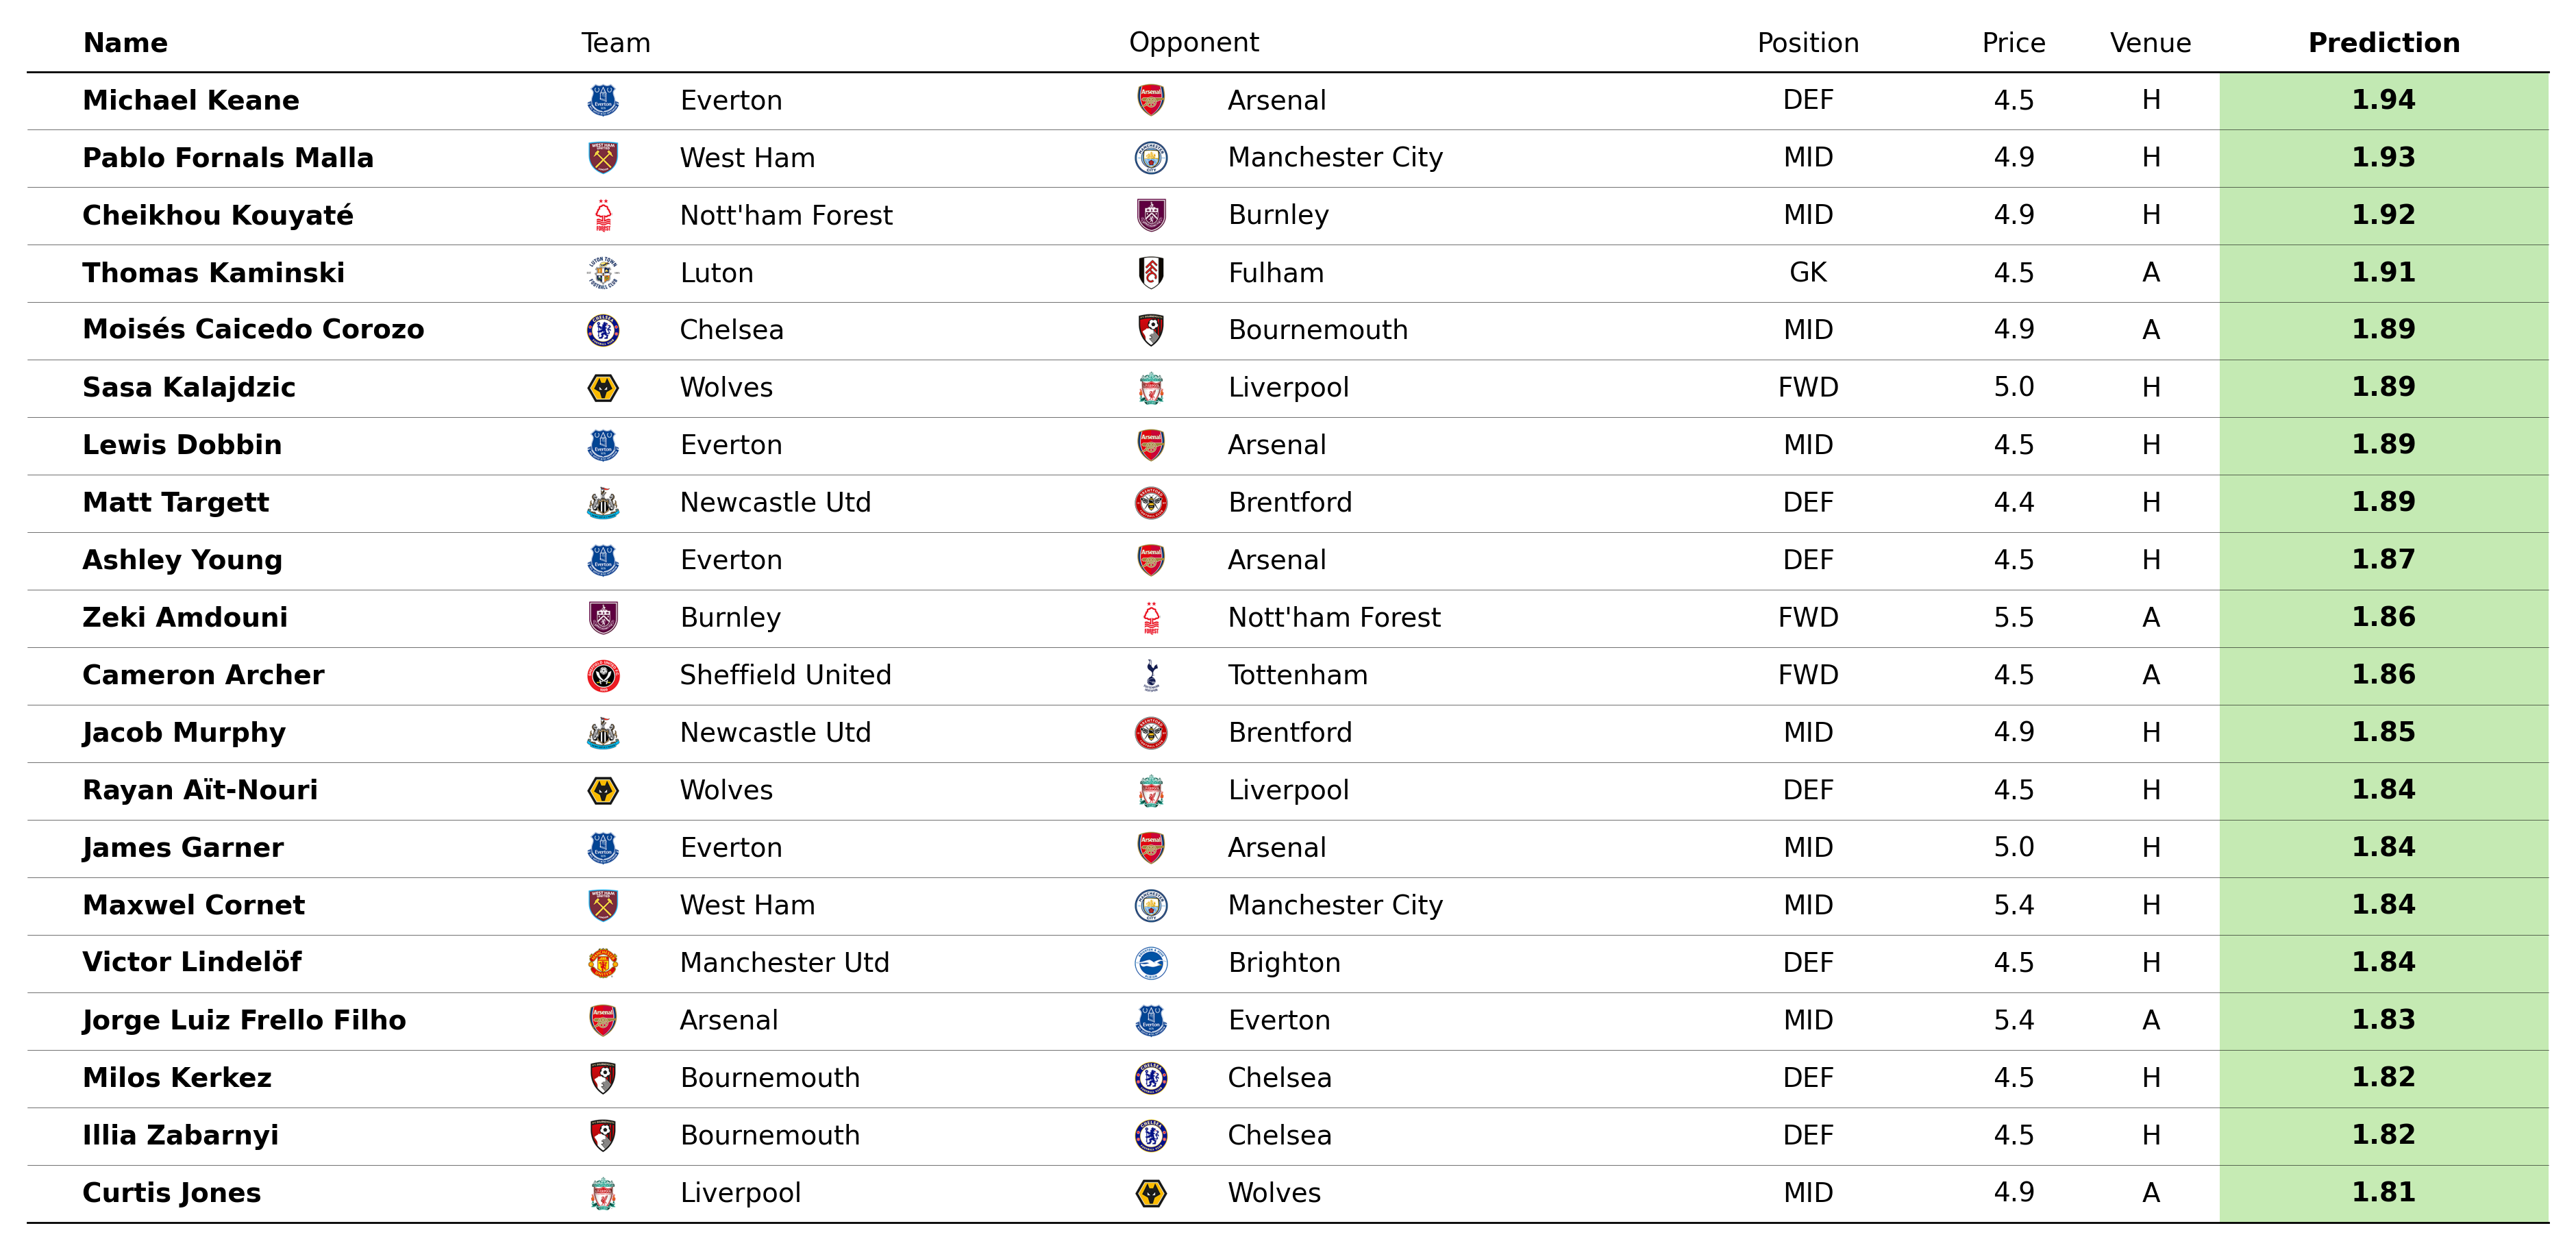 Name Team Opponent Position Price Venue Prediction
Michael Keane Everton Arsenal DEF 4.5 H 1.94
Pablo Fornals Malla West Ham Manchester City MID 4.9 H 1.93
Cheikhou Kouyaté Nott'ham Forest Burnley MID 4.9 H 1.92
Thomas Kaminski Luton Fulham GK 4.5 A 1.91
Moisés Caicedo Corozo Chelsea Bournemouth MID 4.9 A 1.89
Sasa Kalajdzic Wolves Liverpool FWD 5.0 H 1.89
Lewis Dobbin Everton Arsenal MID 4.5 H 1.89
Matt Targett Newcastle Utd Brentford DEF 4.4 H 1.89
Ashley Young Everton Arsenal DEF 4.5 H 1.87
Zeki Amdouni Burnley Nott'ham Forest FWD 5.5 A 1.86
Cameron Archer Sheffield United Tottenham FWD 4.5 A 1.86
Jacob Murphy Newcastle Utd Brentford MID 4.9 H 1.85
Rayan Aït-Nouri Wolves Liverpool DEF 4.5 H 1.84
James Garner Everton Arsenal MID 5.0 H 1.84
Maxwel Cornet West Ham Manchester City MID 5.4 H 1.84
Victor Lindelöf Manchester Utd Brighton DEF 4.5 H 1.84
Jorge Luiz Frello Filho Arsenal Everton MID 5.4 A 1.83
Milos Kerkez Bournemouth Chelsea DEF 4.5 H 1.82
Illia Zabarnyi Bournemouth Chelsea DEF 4.5 H 1.82
Curtis Jones Liverpool Wolves MID 4.9 A 1.81